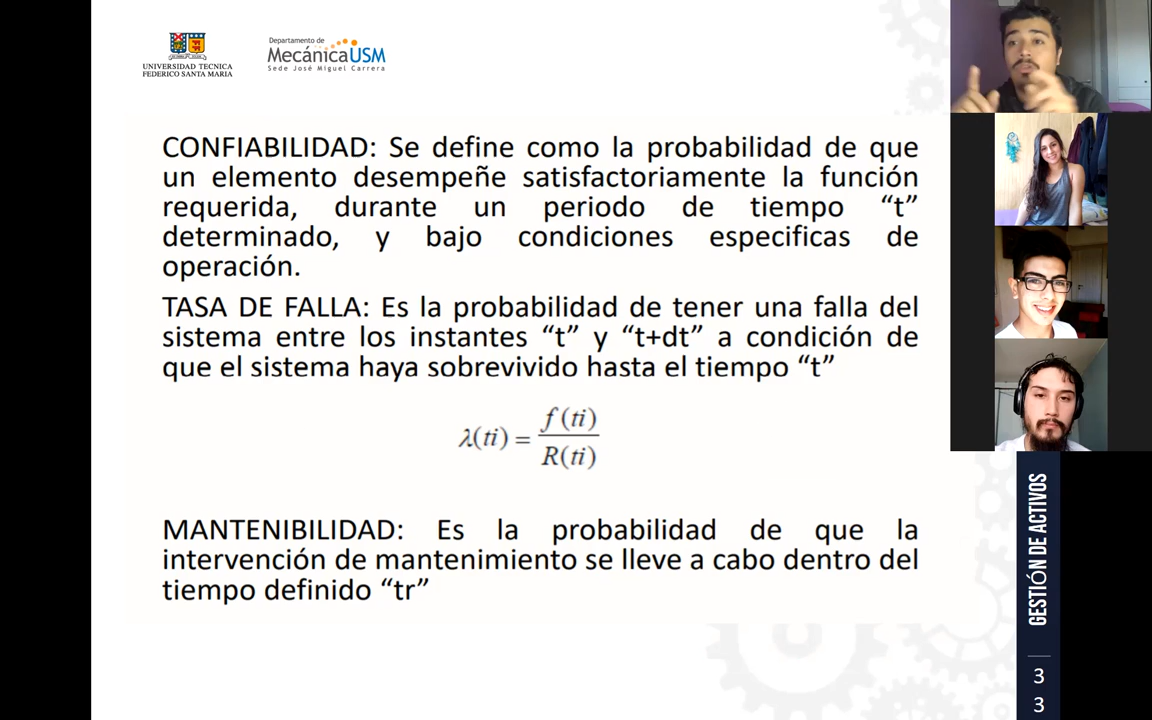 UNIVERSIDAD TECNICA
FEDERICO SANTA MARIA
Departamento de
MecánicaUSM
Sede José Miguel Carrera
CONFIABILIDAD: Se define como la probabilidad de que
un elemento desempeñe satisfactoriamente la función
requerida, durante un periodo de tiempo “t”
determinado, y bajo condiciones especificas de
operación.
TASA DE FALLA: Es la probabilidad de tener una falla del
sistema entre los instantes “t” y “t+dt” a condición de
que el sistema haya sobrevivido hasta el tiempo “t”
λ(ti) = f(ti) / R(ti)
MANTENIBILIDAD: Es la probabilidad de que la
intervención de mantenimiento se lleve a cabo dentro del
tiempo definido “tr”
GESTIÓN DE ACTIVOS
3
3